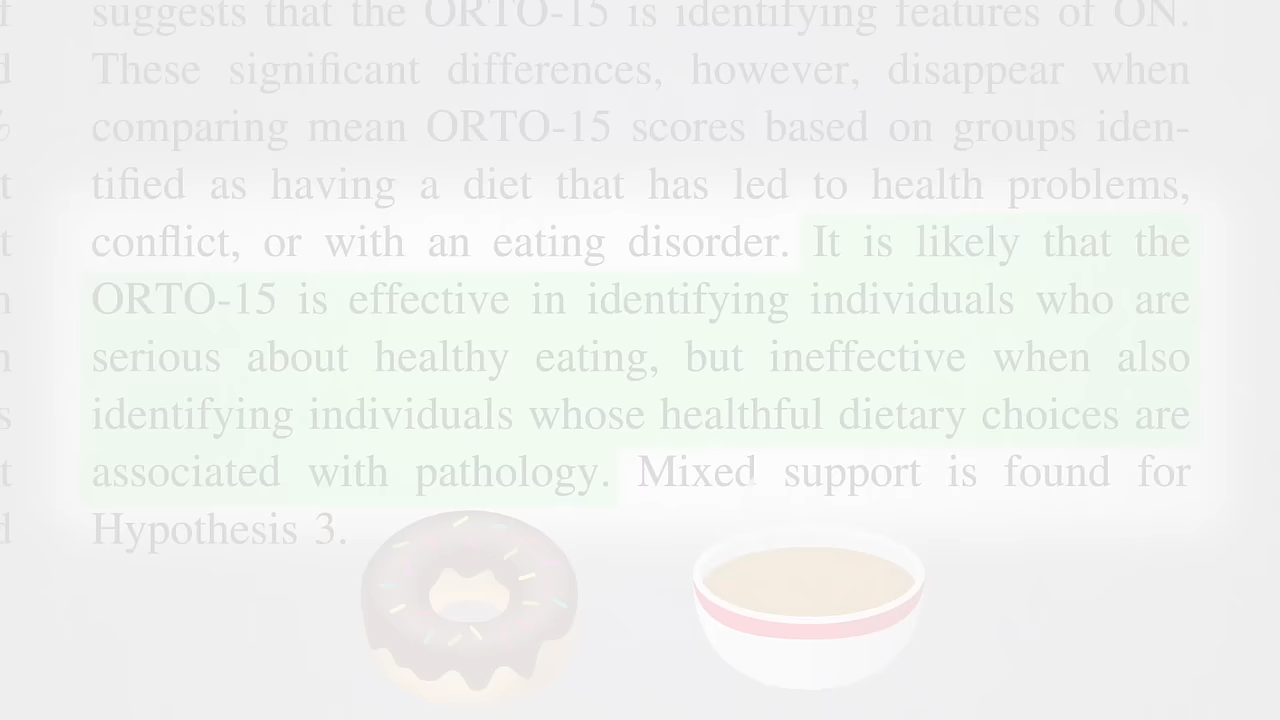 suggests that the ORTO-15 is identifying features of ON.
These significant differences, however, disappear when
comparing mean ORTO-15 scores based on groups iden-
tified as having a diet that has led to health problems,
conflict, or with an eating disorder. It is likely that the
ORTO-15 is effective in identifying individuals who are
serious about healthy eating, but ineffective when also
identifying individuals whose healthful dietary choices are
associated with pathology. Mixed support is found for
Hypothesis 3.